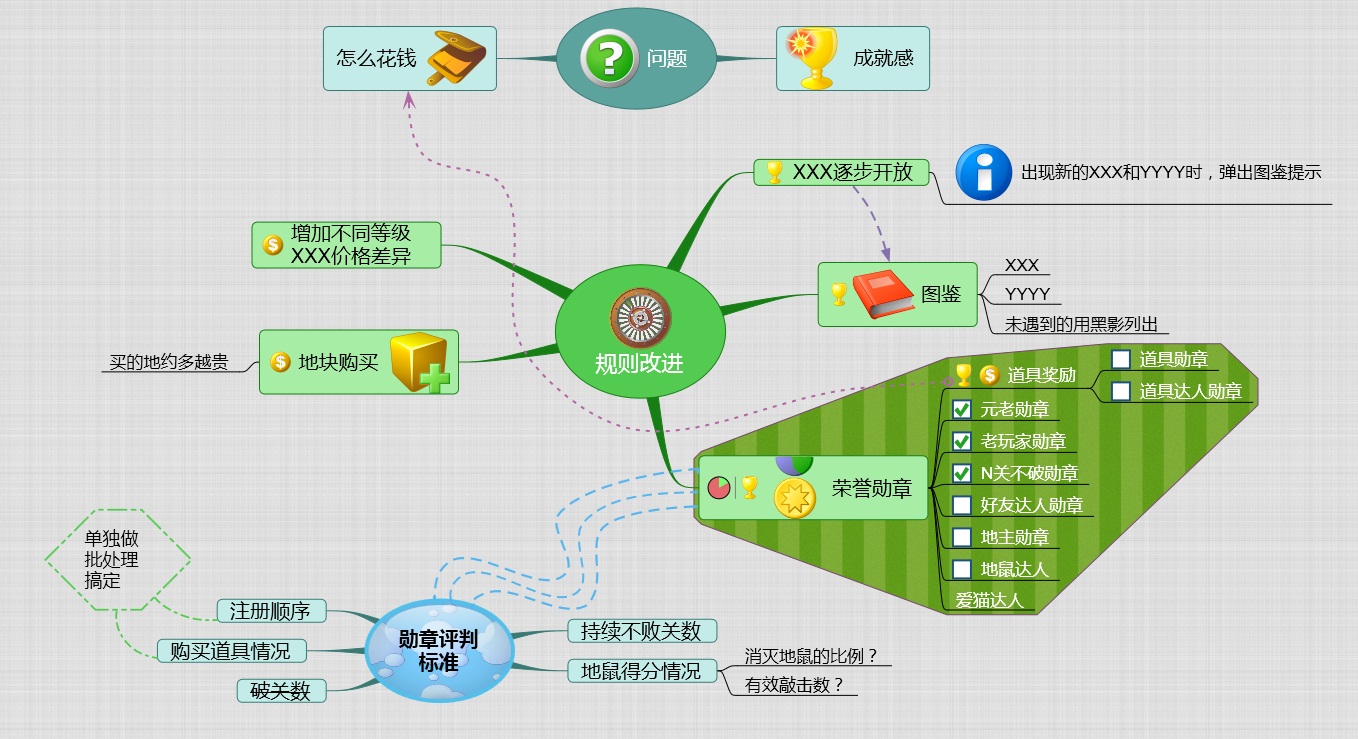 怎么花钱
问题
成就感
XXX逐步开放
出现新的XXX和YYYY时，弹出图鉴提示
增加不同等级
XXX价格差异
图鉴
XXX
YYYY
未遇到的用黑影列出
规则改进
买的地约多越贵
地块购买
道具奖励
道具勋章
道具达人勋章
元老勋章
老玩家勋章
N关不破勋章
好友达人勋章
地主勋章
地鼠达人
爱猫达人
荣誉勋章
单独做
批处理
搞定
注册顺序
购买道具情况
破关数
勋章评判
标准
持续不败关数
地鼠得分情况
消灭地鼠的比例？
有效敲击数？